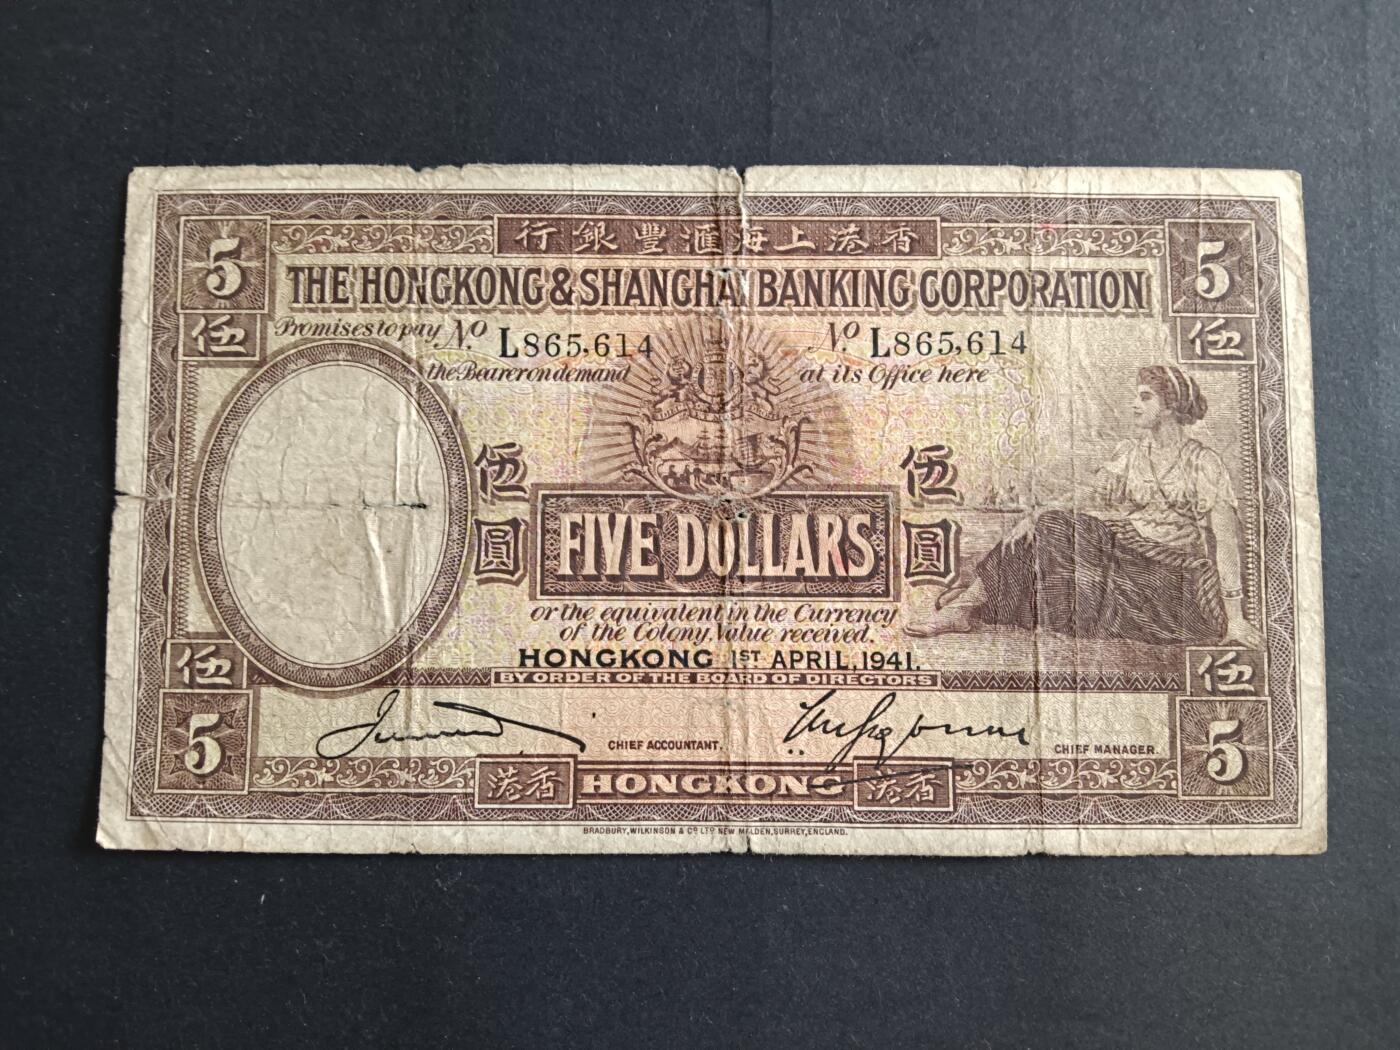 5 行銀豐滙海上港香 5
THE HONGKONG & SHANGHAI BANKING CORPORATION
伍 Promises to pay No L865,614 No L865,614 伍
the Bearer on demand at its Office here
伍 伍
圓 FIVE DOLLARS 圓
or the equivalent in the Currency
of the Colony, Value received.
伍 HONGKONG 1ST APRIL, 1941. 伍
BY ORDER OF THE BOARD OF DIRECTORS
5 CHIEF ACCOUNTANT. CHIEF MANAGER. 5
港香 HONGKONG 港香
BRADBURY, WILKINSON & Co LTD NEW MALDEN, SURREY, ENGLAND.